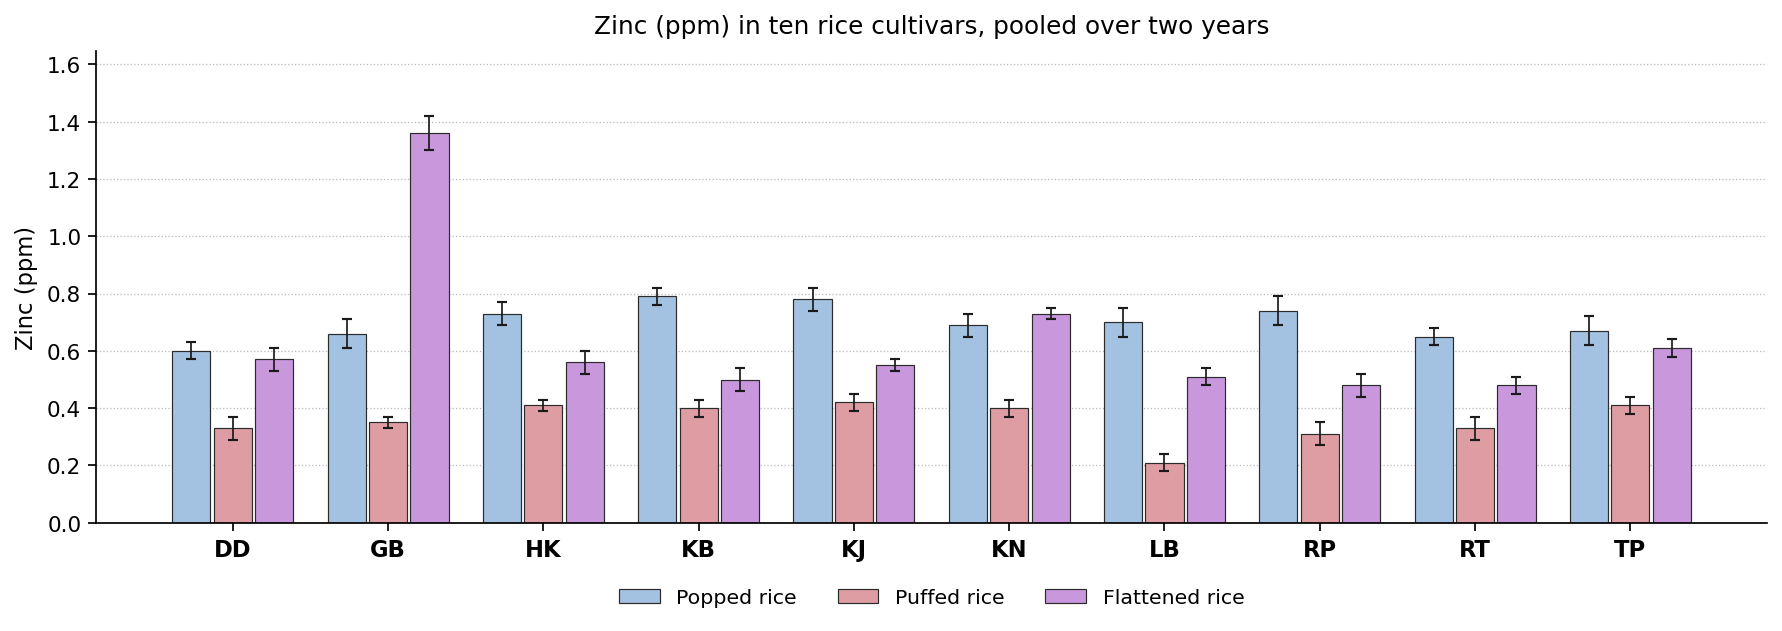 Zinc (ppm) in ten rice cultivars, pooled over two years
Zinc (ppm)
1.6
1.4
1.2
1.0
0.8
0.6
0.4
0.2
0.0
DD GB HK KB KJ KN LB RP RT TP
Popped rice Puffed rice Flattened rice